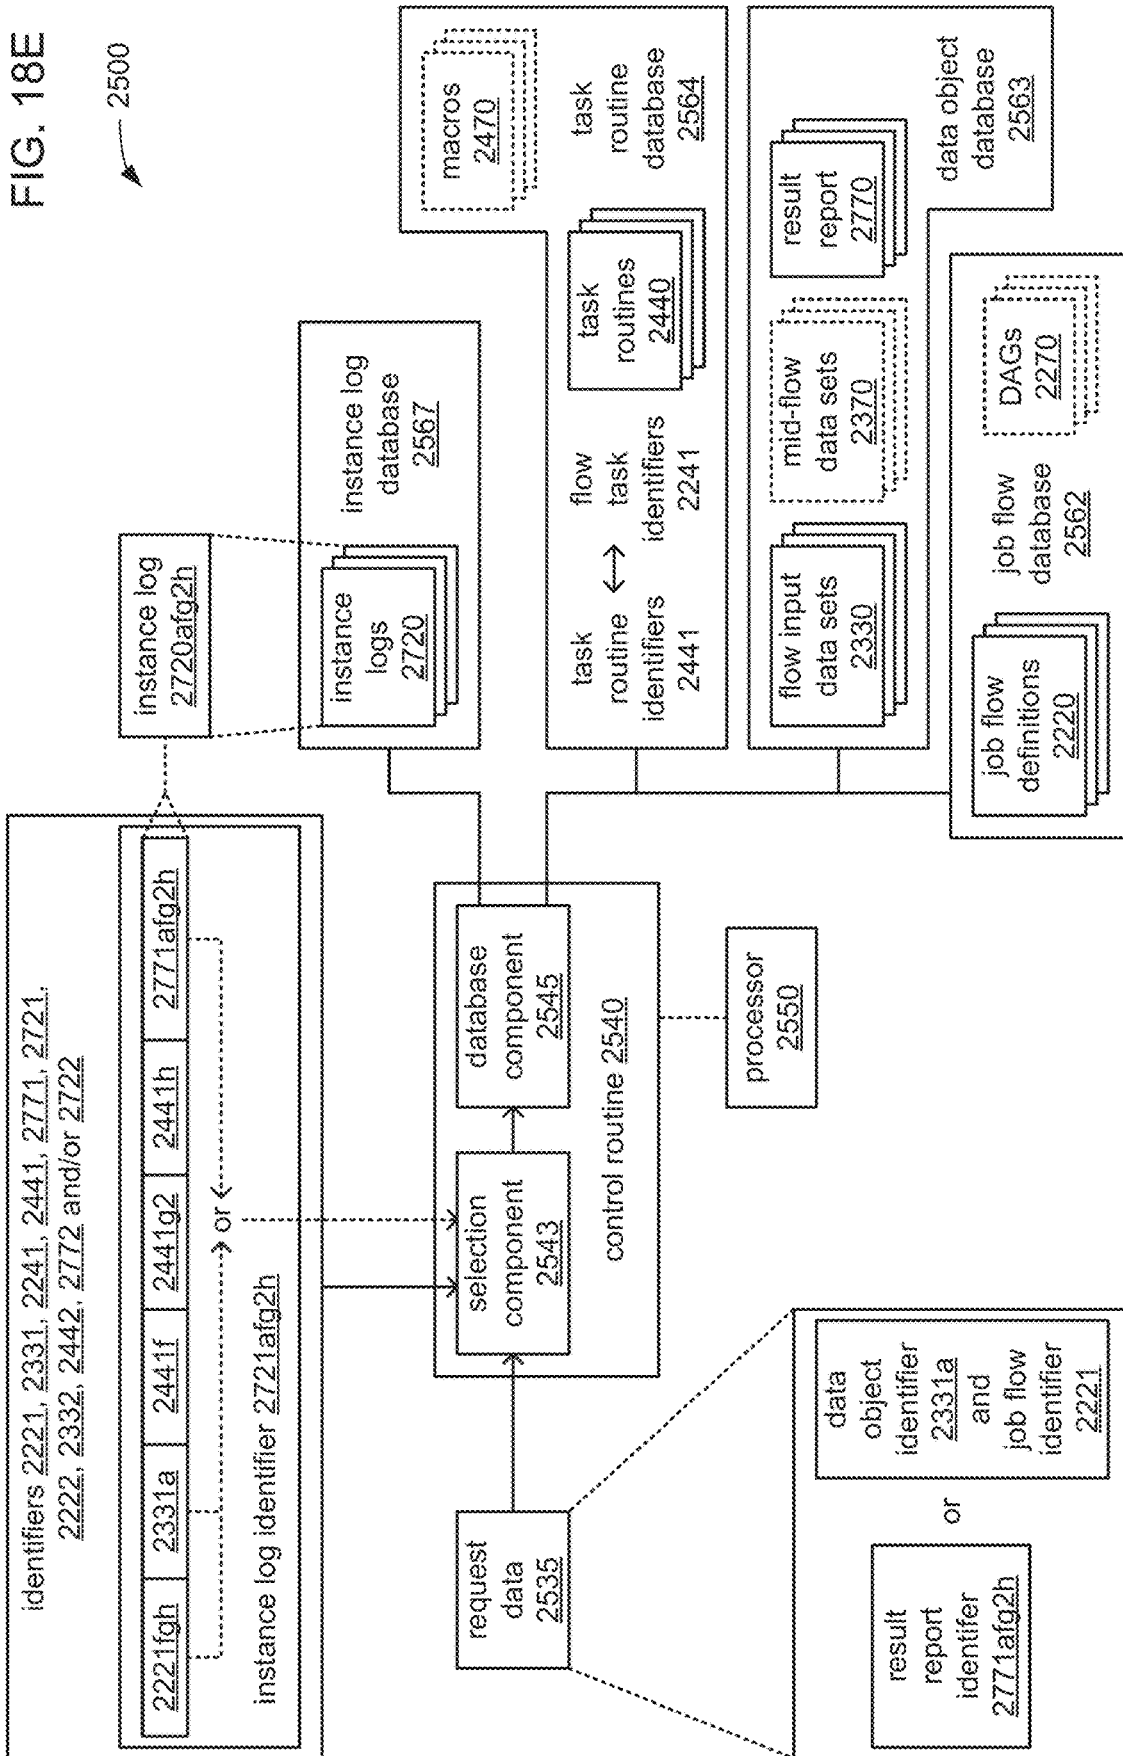 FIG. 18E
2500
identifiers 2221, 2331, 2241, 2441, 2771, 2721,
2222, 2332, 2442, 2772 and/or 2722
2221fgh
2331a
2441f
2441g2
2441h
2771afg2h
or
instance log identifier 2721afg2h
instance log
2720afg2h
instance
logs
2720
instance log
database
2567
request
data
2535
selection
component
2543
database
component
2545
control routine 2540
processor
2550
macros
2470
task
routine
database
2564
task
routines
2440
task
routine
identifiers
2441
flow
task
identifiers
2241
flow input
data sets
2330
mid-flow
data sets
2370
result
report
2770
data object
database
2563
job flow
definitions
2220
job flow
database
2562
DAGs
2270
result
report
identifer
2771afg2h
or
data
object
identifier
2331a
and
job flow
identifier
2221